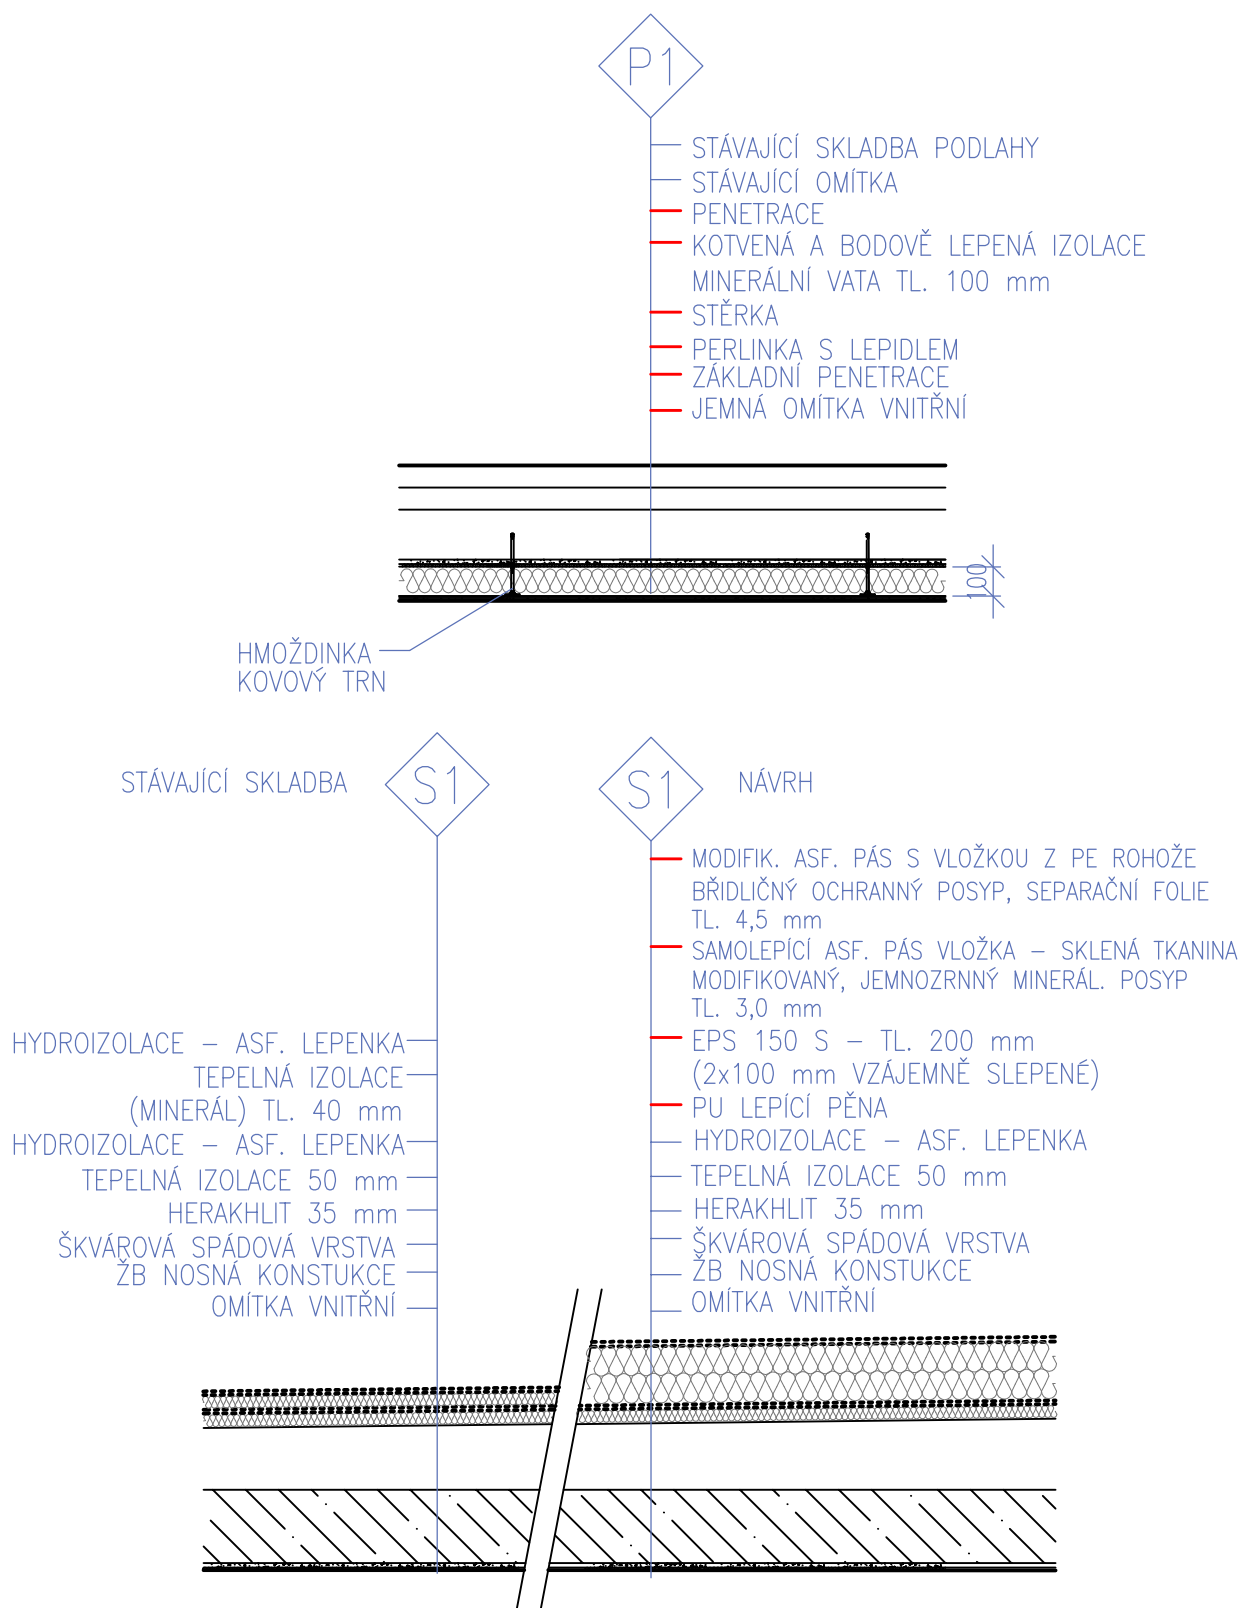 P1
STÁVAJÍCÍ SKLADBA PODLAHY
STÁVAJÍCÍ OMÍTKA
PENETRACE
KOTVENÁ A BODOVĚ LEPENÁ IZOLACE
MINERÁLNÍ VATA TL. 100 mm
STĚRKA
PERLINKA S LEPIDLEM
ZÁKLADNÍ PENETRACE
JEMNÁ OMÍTKA VNITŘNÍ
100
HMOŽDINKA
KOVOVÝ TRN
STÁVAJÍCÍ SKLADBA
S1
HYDROIZOLACE – ASF. LEPENKA
TEPELNÁ IZOLACE
(MINERÁL) TL. 40 mm
HYDROIZOLACE – ASF. LEPENKA
TEPELNÁ IZOLACE 50 mm
HERAKHLIT 35 mm
ŠKVÁROVÁ SPÁDOVÁ VRSTVA
ŽB NOSNÁ KONSTUKCE
OMÍTKA VNITŘNÍ
S1
NÁVRH
MODIFIK. ASF. PÁS S VLOŽKOU Z PE ROHOŽE
BŘIDLIČNÝ OCHRANNÝ POSYP, SEPARAČNÍ FOLIE
TL. 4,5 mm
SAMOLEPÍCÍ ASF. PÁS VLOŽKA – SKLENÁ TKANINA
MODIFIKOVANÝ, JEMNOZRNNÝ MINERÁL. POSYP
TL. 3,0 mm
EPS 150 S – TL. 200 mm
(2x100 mm VZÁJEMNĚ SLEPENÉ)
PU LEPÍCÍ PĚNA
HYDROIZOLACE – ASF. LEPENKA
TEPELNÁ IZOLACE 50 mm
HERAKHLIT 35 mm
ŠKVÁROVÁ SPÁDOVÁ VRSTVA
ŽB NOSNÁ KONSTUKCE
OMÍTKA VNITŘNÍ